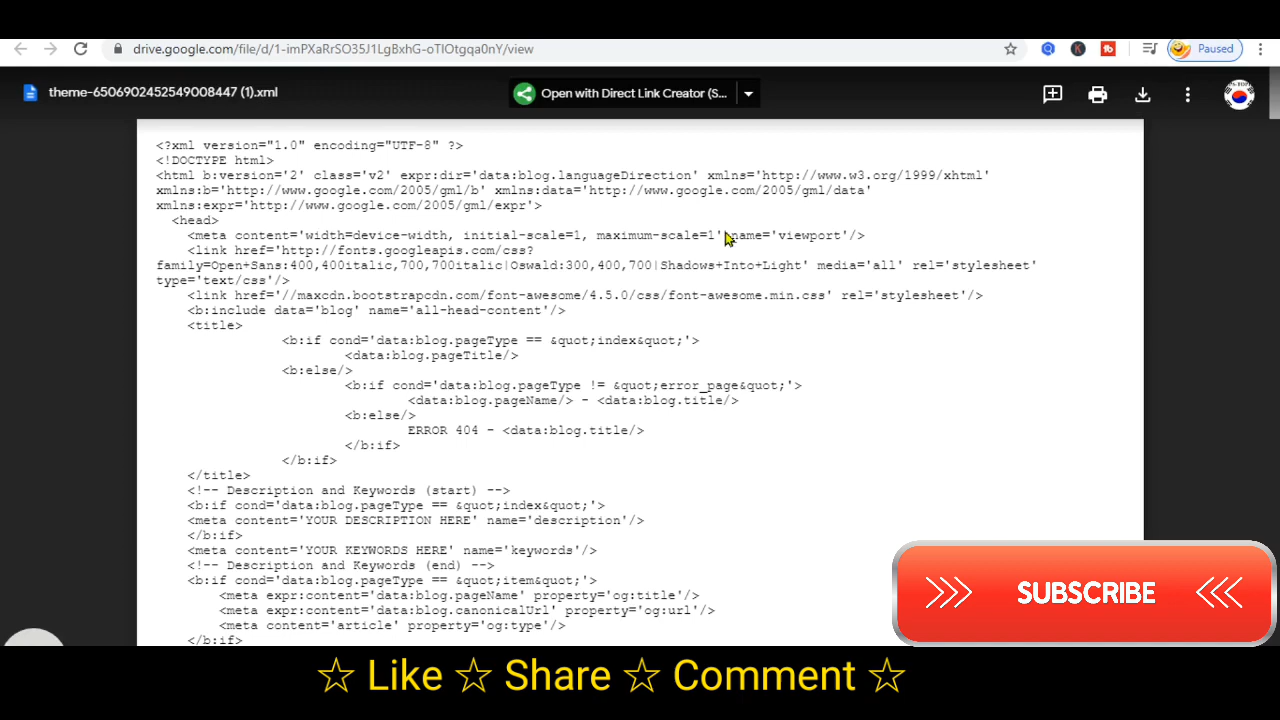 drive.google.com/file/d/1-imPXaRrSO35J1LgBxhG-oTlOtgqa0nY/view
Paused
theme-6506902452549008447 (1).xml
Open with Direct Link Creator (S...
<?xml version="1.0" encoding="UTF-8" ?>
<!DOCTYPE html>
<html b:version='2' class='v2' expr:dir='data:blog.languageDirection' xmlns='http://www.w3.org/1999/xhtml'
xmlns:b='http://www.google.com/2005/gml/b' xmlns:data='http://www.google.com/2005/gml/data'
xmlns:expr='http://www.google.com/2005/gml/expr'>
<head>
<meta content='width=device-width, initial-scale=1, maximum-scale=1' name='viewport'/>
<link href='http://fonts.googleapis.com/css?
family=Open+Sans:400,400italic,700,700italic|Oswald:300,400,700|Shadows+Into+Light' media='all' rel='stylesheet'
type='text/css'/>
<link href='//maxcdn.bootstrapcdn.com/font-awesome/4.5.0/css/font-awesome.min.css' rel='stylesheet'/>
<b:include data='blog' name='all-head-content'/>
<title>
<b:if cond='data:blog.pageType == &quot;index&quot;'>
<data:blog.pageTitle/>
<b:else/>
<b:if cond='data:blog.pageType != &quot;error_page&quot;'>
<data:blog.pageName/> - <data:blog.title/>
<b:else/>
ERROR 404 - <data:blog.title/>
</b:if>
</b:if>
</title>
<!-- Description and Keywords (start) -->
<b:if cond='data:blog.pageType == &quot;index&quot;'>
<meta content='YOUR DESCRIPTION HERE' name='description'/>
</b:if>
<meta content='YOUR KEYWORDS HERE' name='keywords'/>
<!-- Description and Keywords (end) -->
<b:if cond='data:blog.pageType == &quot;item&quot;'>
<meta expr:content='data:blog.pageName' property='og:title'/>
<meta expr:content='data:blog.canonicalUrl' property='og:url'/>
<meta content='article' property='og:type'/>
</b:if>
SUBSCRIBE
☆ Like ☆ Share ☆ Comment ☆